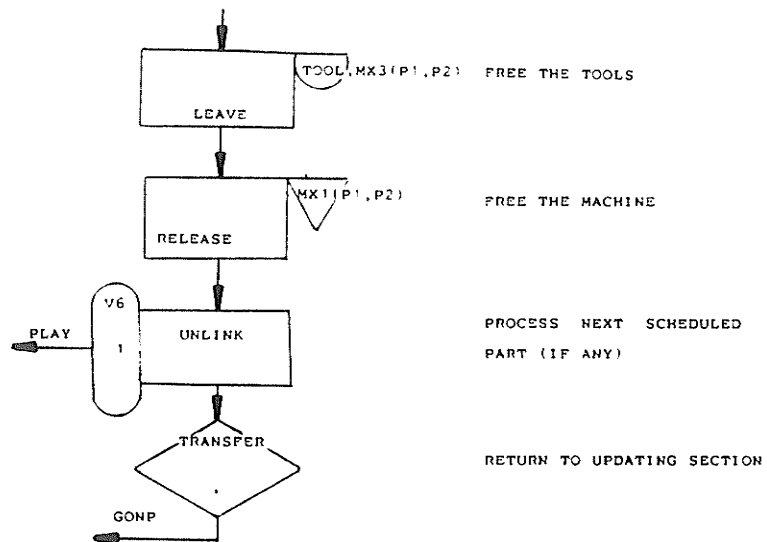 TOOL,MX3(P1,P2) FREE THE TOOLS
LEAVE
MX1(P1,P2) FREE THE MACHINE
RELEASE
V6
PLAY 1 UNLINK PROCESS NEXT SCHEDULED
PART (IF ANY)
TRANSFER
RETURN TO UPDATING SECTION
GONP